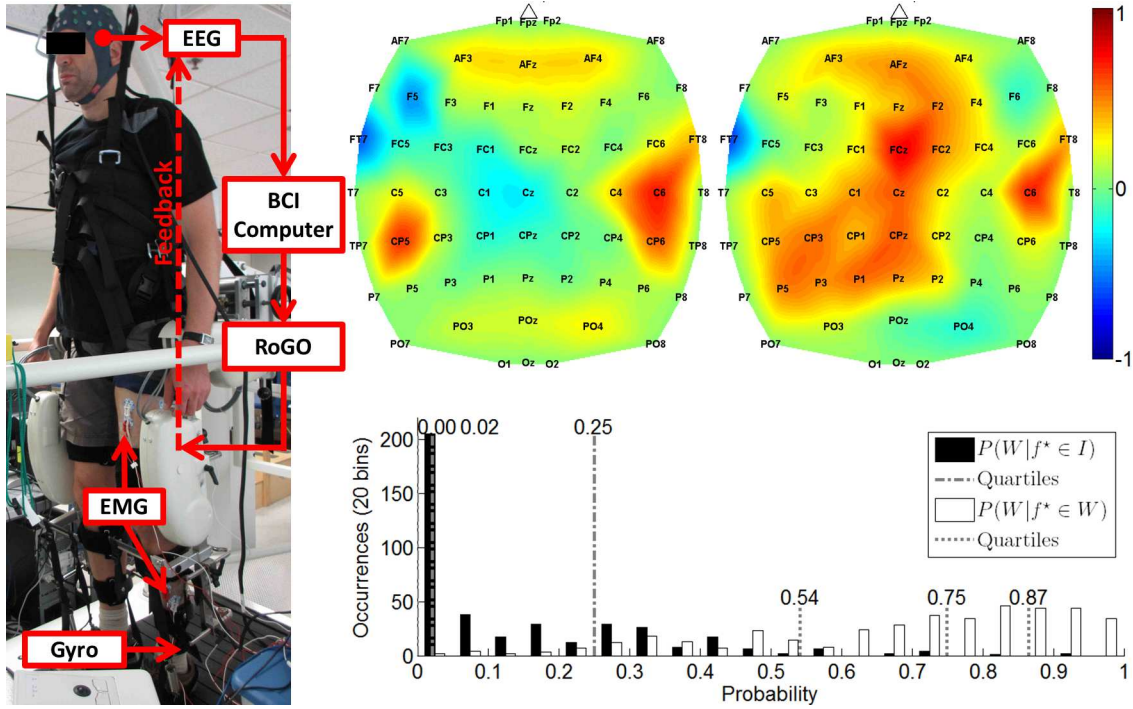 EEG
Feedback
BCI
Computer
RoGO
EMG
Gyro
Fp1 Fpz Fp2
AF7 AF8
AF3 AFz AF4
F7 F5 F3 F1 Fz F2 F4 F6 F8
FT7 FC5 FC3 FC1 FCz FC2 FC4 FC6 FT8
T7 C5 C3 C1 Cz C2 C4 C6 T8
TP7 CP5 CP3 CP1 CPz CP2 CP4 CP6 TP8
P7 P5 P3 P1 Pz P2 P4 P6 P8
PO3 POz PO4
PO7 PO8
O1 Oz O2
Fp1 Fpz Fp2
AF7 AF8
AF3 AFz AF4
F7 F5 F3 F1 Fz F2 F4 F6 F8
FT7 FC5 FC3 FC1 FCz FC2 FC4 FC6 FT8
T7 C5 C3 C1 Cz C2 C4 C6 T8
TP7 CP5 CP3 CP1 CPz CP2 CP4 CP6 TP8
P7 P5 P3 P1 Pz P2 P4 P6 P8
PO3 POz PO4
PO7 PO8
O1 Oz O2
1
0
-1
Occurrences (20 bins)
200
150
100
50
0
0.00 0.02 0.25
0.54 0.75 0.87
P(W|f⋆ ∈ I)
Quartiles
P(W|f⋆ ∈ W)
Quartiles
0 0.1 0.2 0.3 0.4 0.5 0.6 0.7 0.8 0.9 1
Probability